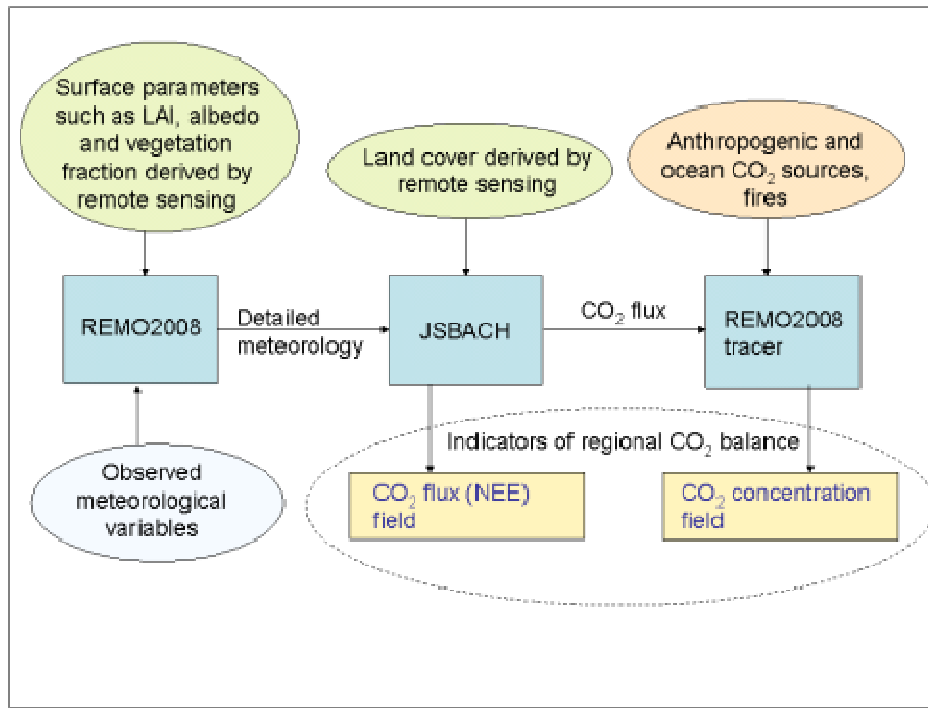 Surface parameters
such as LAI, albedo
and vegetation
fraction derived by
remote sensing
Land cover derived by
remote sensing
Anthropogenic and
ocean CO₂ sources,
fires
REMO2008
Detailed
meteorology
JSBACH
CO₂ flux
REMO2008
tracer
Indicators of regional CO₂ balance
Observed
meteorological
variables
CO₂ flux (NEE)
field
CO₂ concentration
field